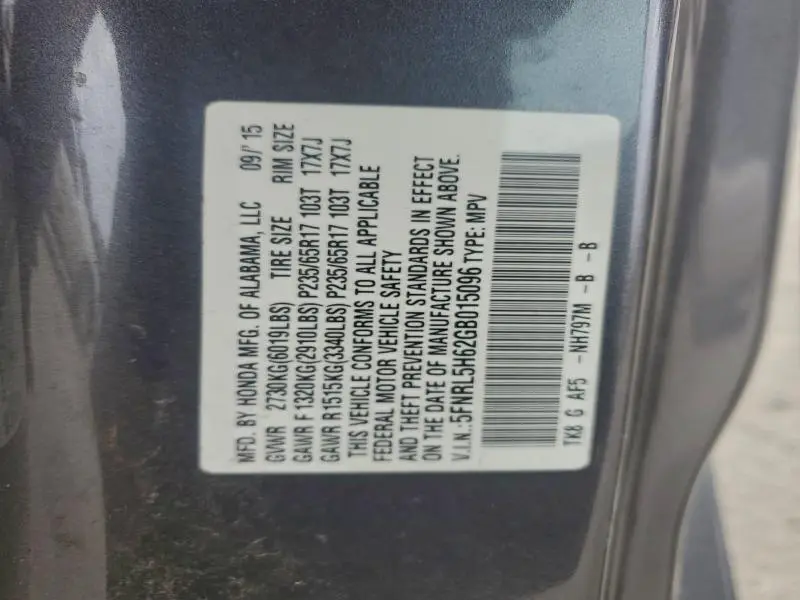 MFD. BY HONDA MFG. OF ALABAMA, LLC 09/'15
GVWR 2730KG(6019LBS) TIRE SIZE RIM SIZE
GAWR F 1320KG(2910LBS) P235/65R17 103T 17X7J
GAWR R1515KG(3340LBS) P235/65R17 103T 17X7J
THIS VEHICLE CONFORMS TO ALL APPLICABLE
FEDERAL MOTOR VEHICLE SAFETY
AND THEFT PREVENTION STANDARDS IN EFFECT
ON THE DATE OF MANUFACTURE SHOWN ABOVE.
V.I.N.: 5FNRL5H62GB015096 TYPE: MPV
TK8 G AF5 -NH797M -B -B